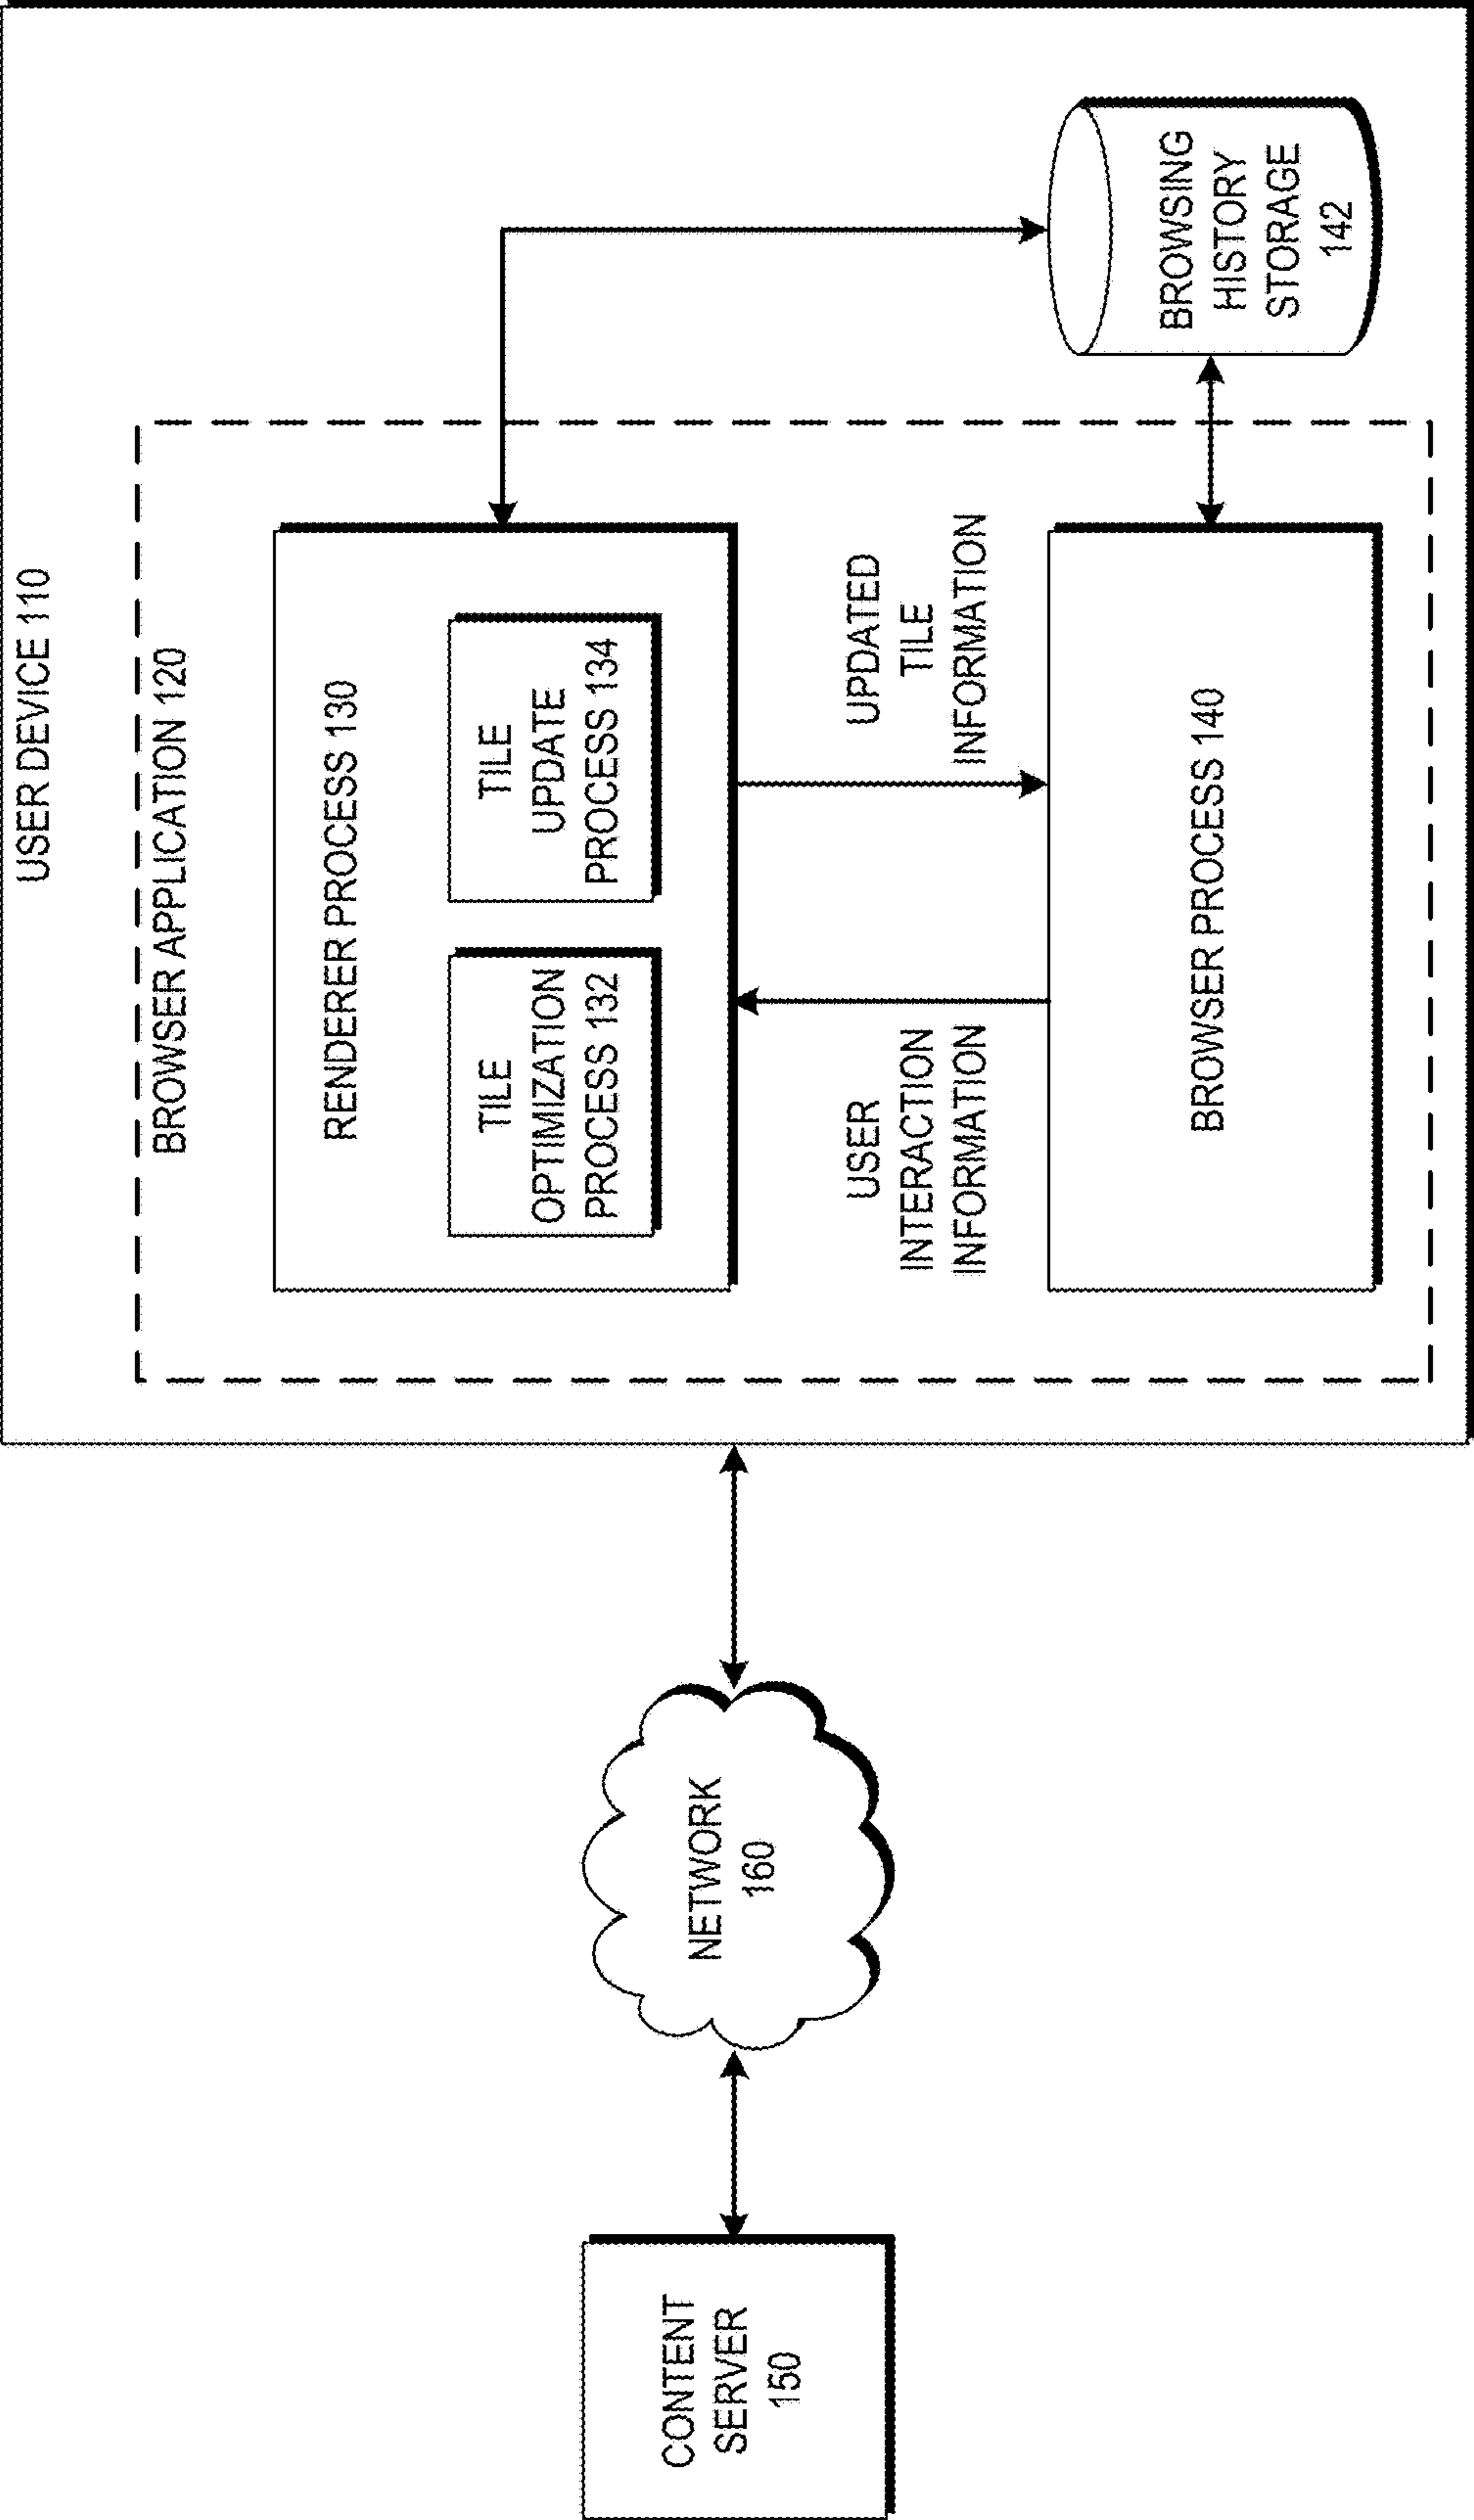 USER DEVICE 110
BROWSER APPLICATION 120
RENDERER PROCESS 130
TILE
OPTIMIZATION
PROCESS 132
TILE
UPDATE
PROCESS 134
USER
INTERACTION
INFORMATION
UPDATED
TILE
INFORMATION
BROWSER PROCESS 140
BROWSING
HISTORY
STORAGE
142
NETWORK
160
CONTENT
SERVER
150